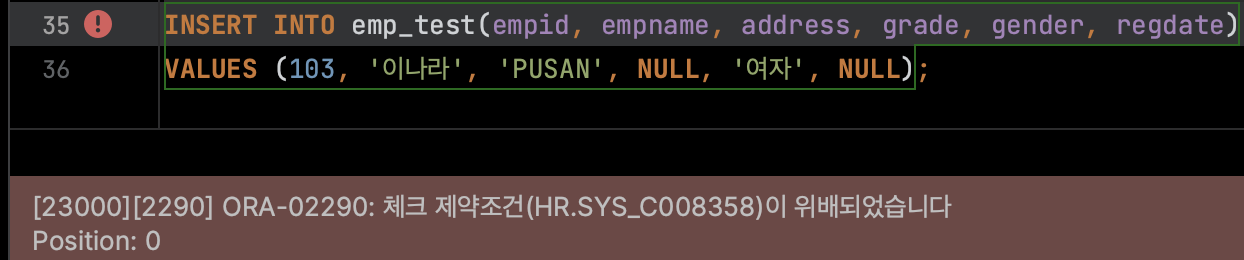 35 INSERT INTO emp_test(empid, empname, address, grade, gender, regdate)
36 VALUES (103, '이나라', 'PUSAN', NULL, '여자', NULL);
[23000][2290] ORA-02290: 체크 제약조건(HR.SYS_C008358)이 위배되었습니다
Position: 0